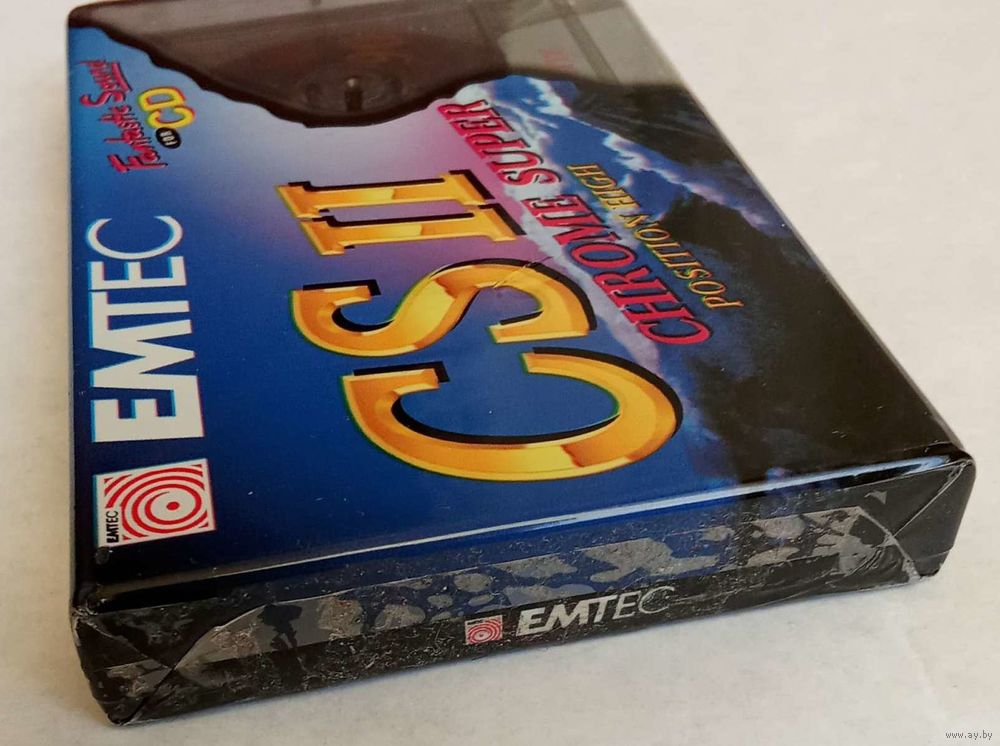 EMTEC
EMTEC
Fantastic Sound
FOR CD
CS II
CHROME SUPER
POSITION HIGH
EMTEC
www.ay.by